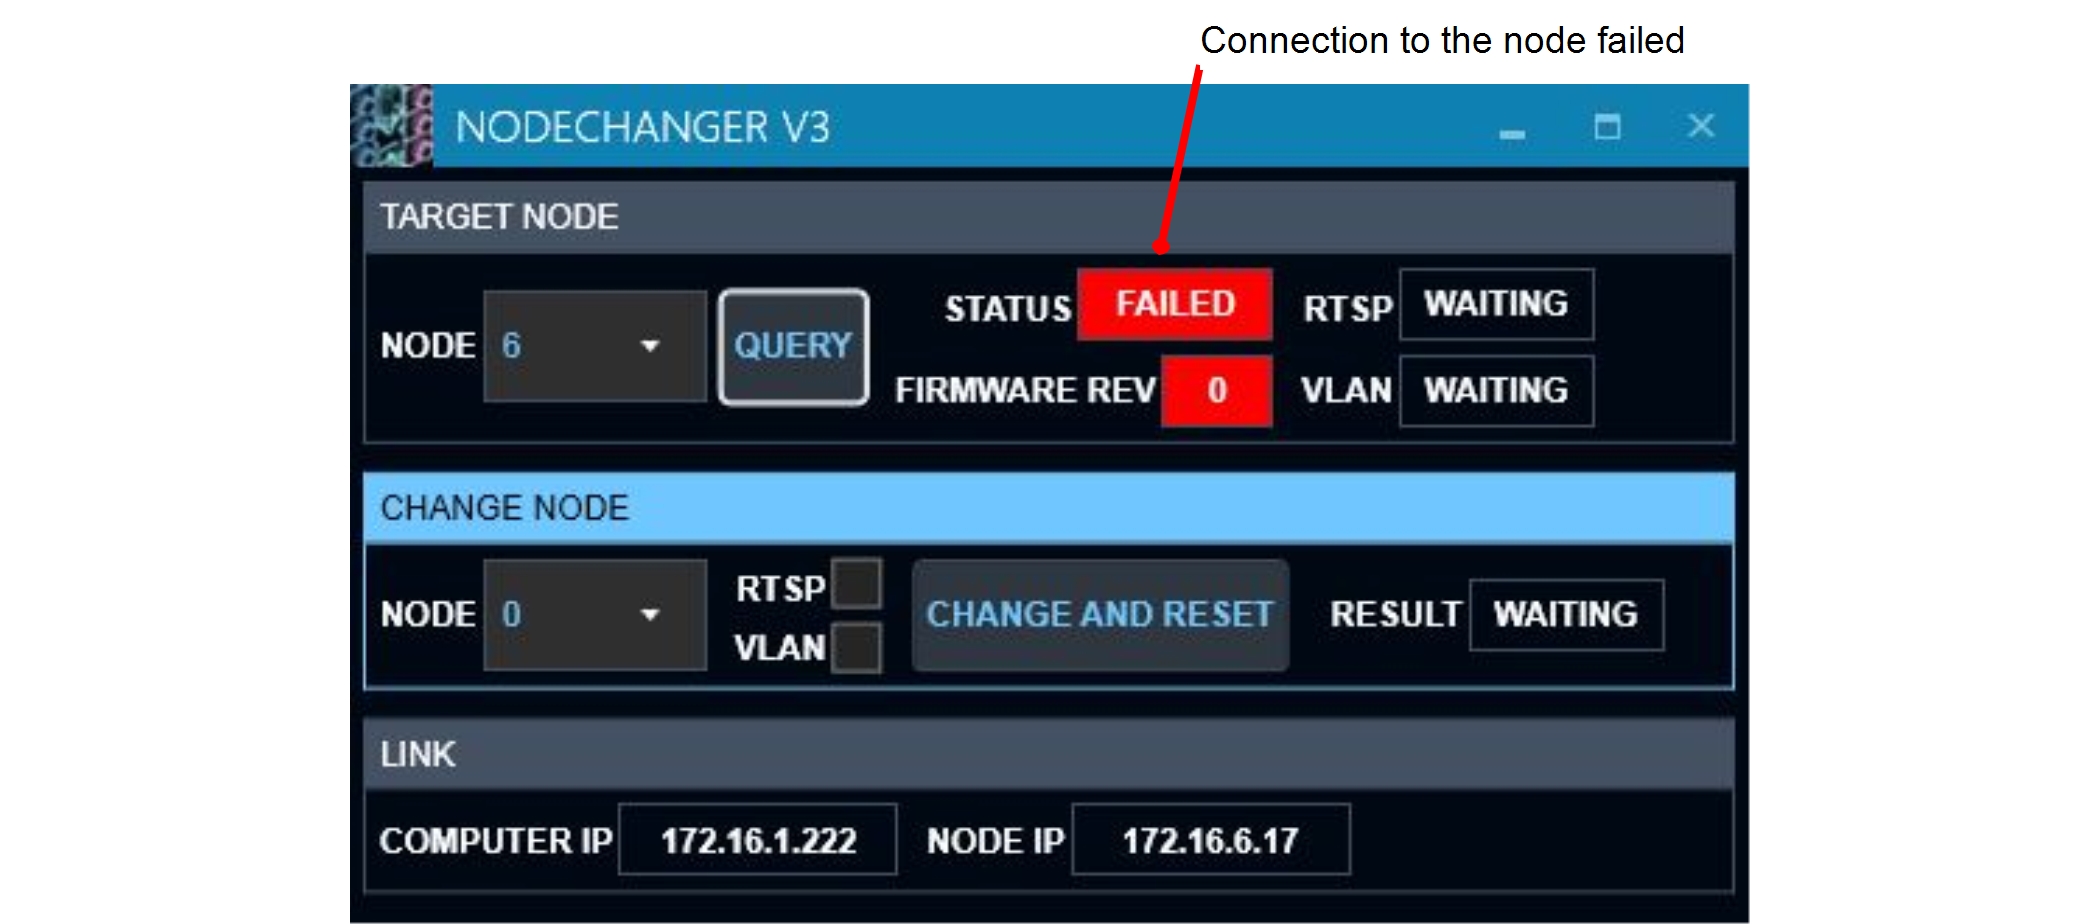 Connection to the node failed
NODECHANGER V3
TARGET NODE
NODE 6 QUERY
STATUS FAILED RTSP WAITING
FIRMWARE REV 0 VLAN WAITING
CHANGE NODE
NODE 0
RTSP
VLAN
CHANGE AND RESET
RESULT WAITING
LINK
COMPUTER IP 172.16.1.222 NODE IP 172.16.6.17